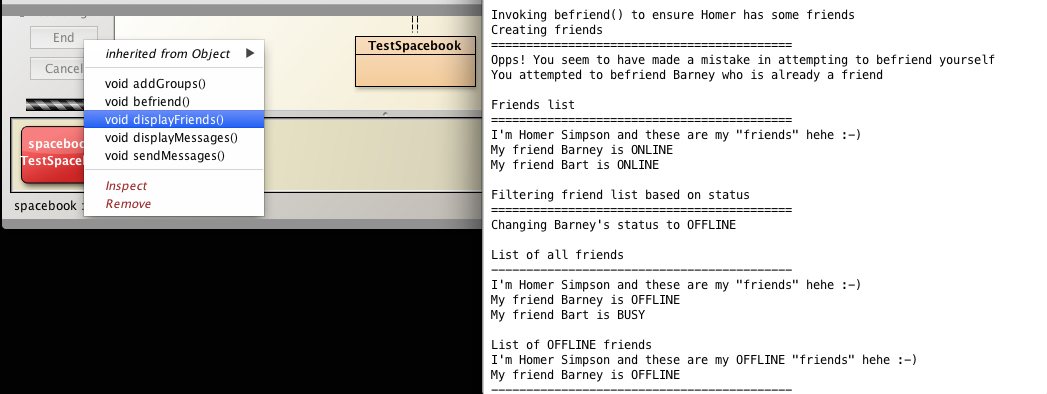 End
Cancel
TestSpacebook
inherited from Object
void addGroups()
void befriend()
void displayFriends()
void displayMessages()
void sendMessages()
Inspect
Remove
spacebook :
Invoking befriend() to ensure Homer has some friends
Creating friends
===========================================
Opps! You seem to have made a mistake in attempting to befriend yourself
You attempted to befriend Barney who is already a friend
Friends list
===========================================
I'm Homer Simpson and these are my "friends" hehe :-)
My friend Barney is ONLINE
My friend Bart is ONLINE
Filtering friend list based on status
===========================================
Changing Barney's status to OFFLINE
List of all friends
-------------------------------------------
I'm Homer Simpson and these are my "friends" hehe :-)
My friend Barney is OFFLINE
My friend Bart is BUSY
List of OFFLINE friends
I'm Homer Simpson and these are my OFFLINE "friends" hehe :-)
My friend Barney is OFFLINE
-------------------------------------------